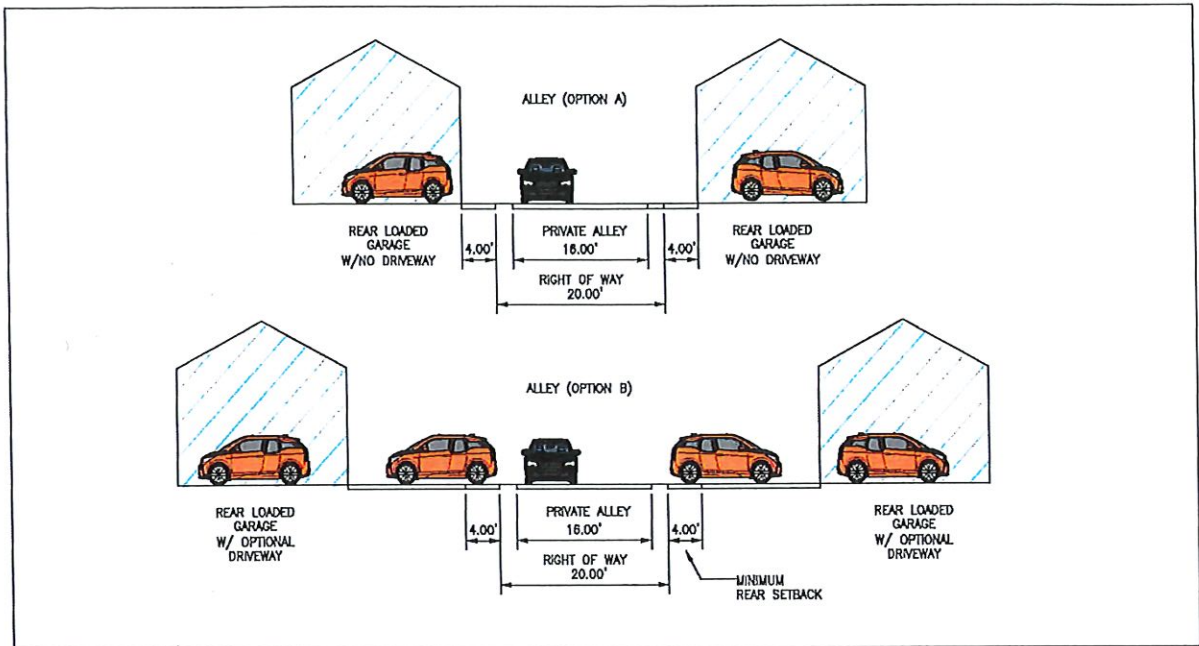 ALLEY (OPTION A)
REAR LOADED
GARAGE
W/NO DRIVEWAY
4.00'
PRIVATE ALLEY
16.00'
4.00'
REAR LOADED
GARAGE
W/NO DRIVEWAY
RIGHT OF WAY
20.00'
ALLEY (OPTION B)
REAR LOADED
GARAGE
W/ OPTIONAL
DRIVEWAY
4.00'
PRIVATE ALLEY
16.00'
4.00'
REAR LOADED
GARAGE
W/ OPTIONAL
DRIVEWAY
RIGHT OF WAY
20.00'
MINIMUM
REAR SETBACK